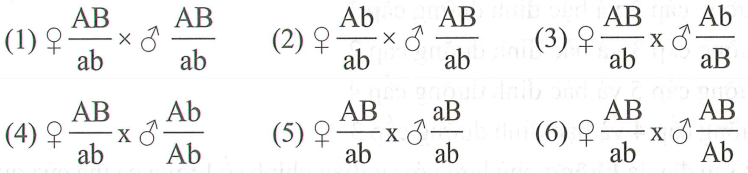 (1) ♀ AB/ab × ♂ AB/ab (2) ♀ Ab/ab × ♂ AB/ab (3) ♀ AB/ab x ♂ Ab/aB
(4) ♀ AB/ab x ♂ Ab/Ab (5) ♀ AB/ab x ♂ aB/ab (6) ♀ AB/ab x ♂ AB/Ab